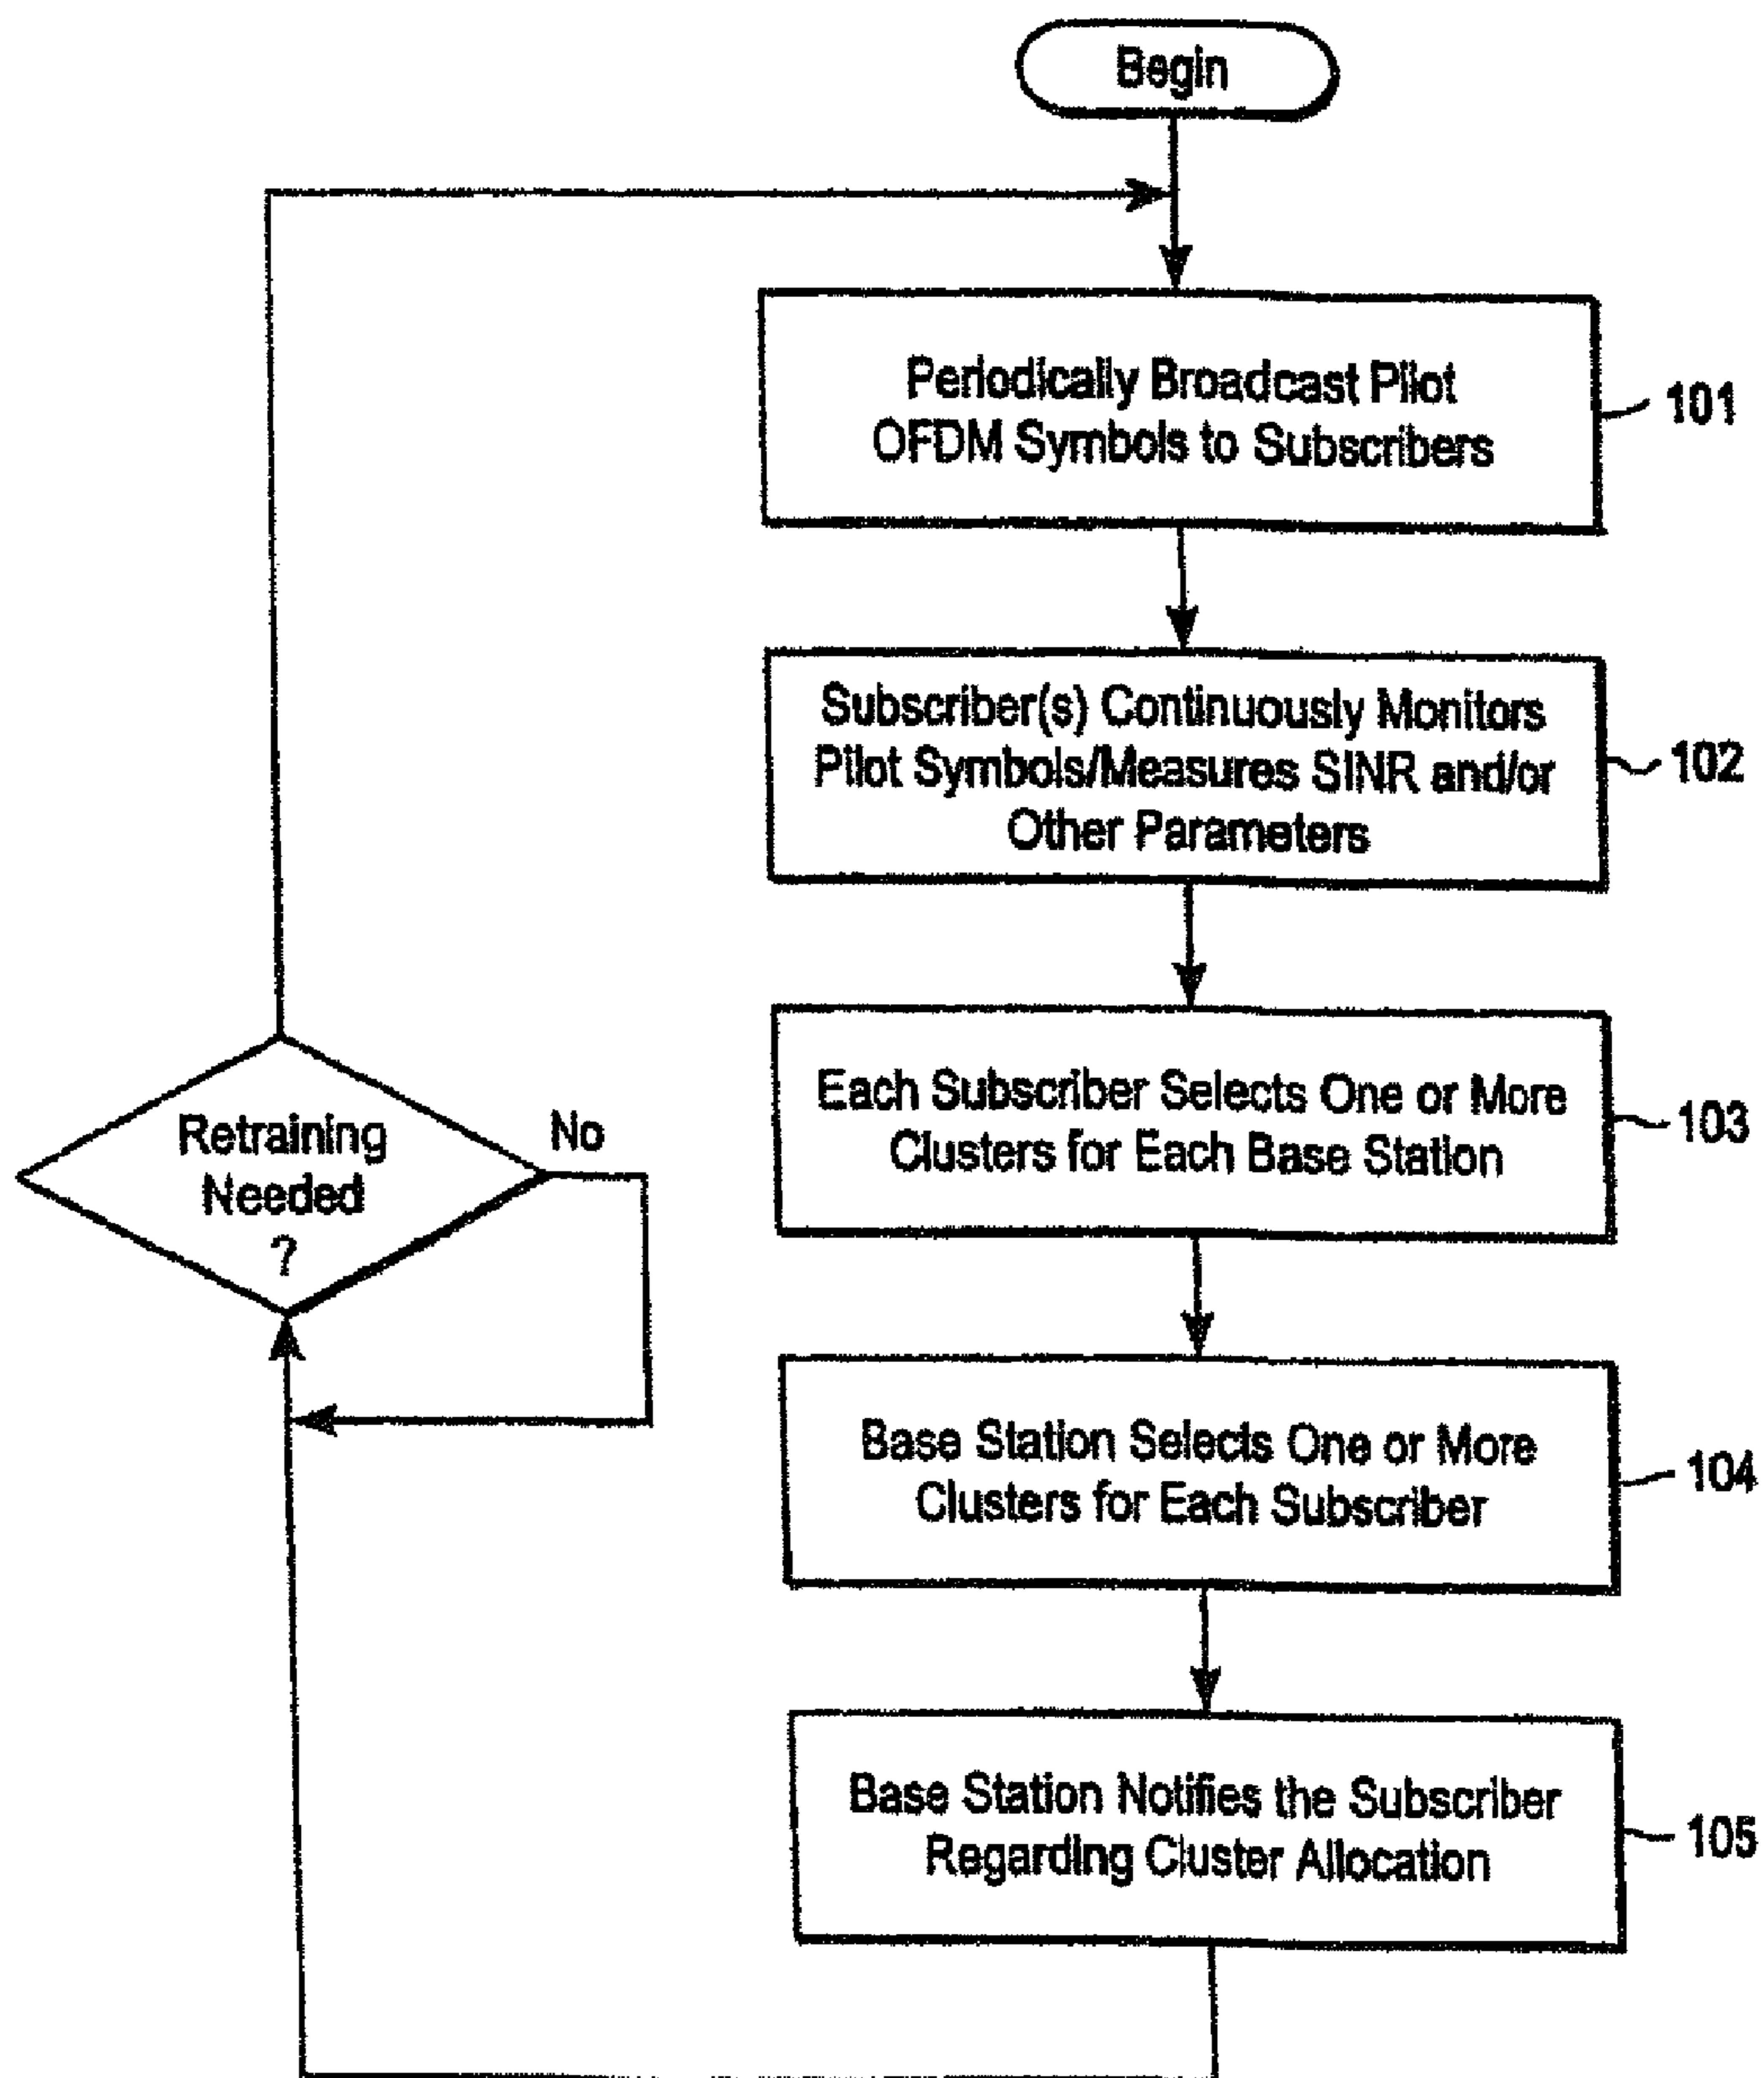 Begin
Periodically Broadcast Pilot
OFDM Symbols to Subscribers
101
Subscriber(s) Continuously Monitors
Pilot Symbols/Measures SINR and/or
Other Parameters
102
Each Subscriber Selects One or More
Clusters for Each Base Station
103
Retraining
Needed
?
No
Base Station Selects One or More
Clusters for Each Subscriber
104
Base Station Notifies the Subscriber
Regarding Cluster Allocation
105